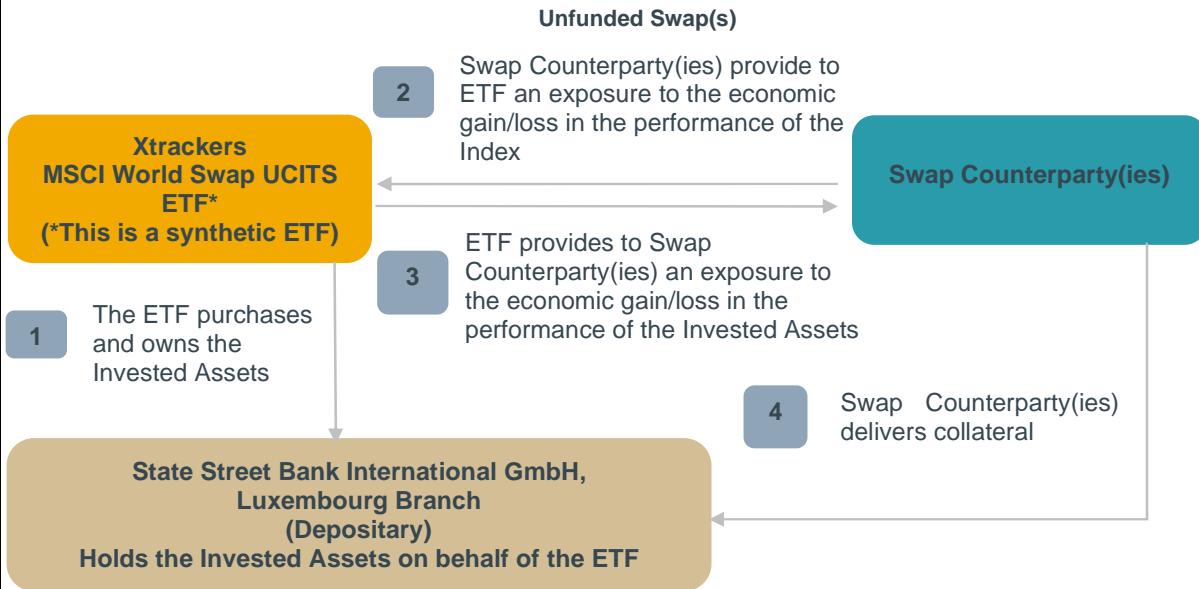 Unfunded Swap(s)
2
Swap Counterparty(ies) provide to
ETF an exposure to the economic
gain/loss in the performance of the
Index
Xtrackers
MSCI World Swap UCITS
ETF*
(*This is a synthetic ETF)
Swap Counterparty(ies)
3
ETF provides to Swap
Counterparty(ies) an exposure to
the economic gain/loss in the
performance of the Invested Assets
1
The ETF purchases
and owns the
Invested Assets
4
Swap Counterparty(ies)
delivers collateral
State Street Bank International GmbH,
Luxembourg Branch
(Depositary)
Holds the Invested Assets on behalf of the ETF